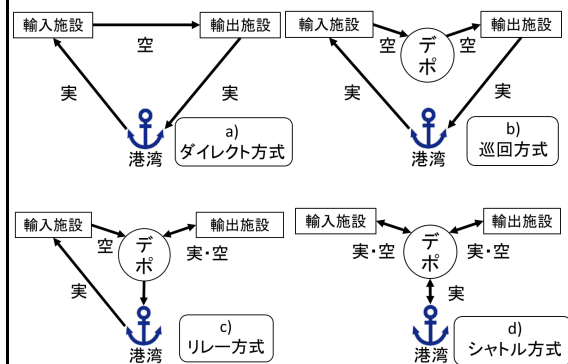 輸入施設
輸出施設
空
実
実
港湾
a)
ダイレクト方式
輸入施設
輸出施設
空
空
デポ
実
実
港湾
b)
巡回方式
輸入施設
輸出施設
空
デポ
実・空
実
港湾
c)
リレー方式
輸入施設
輸出施設
デポ
実・空
実・空
実
港湾
d)
シャトル方式